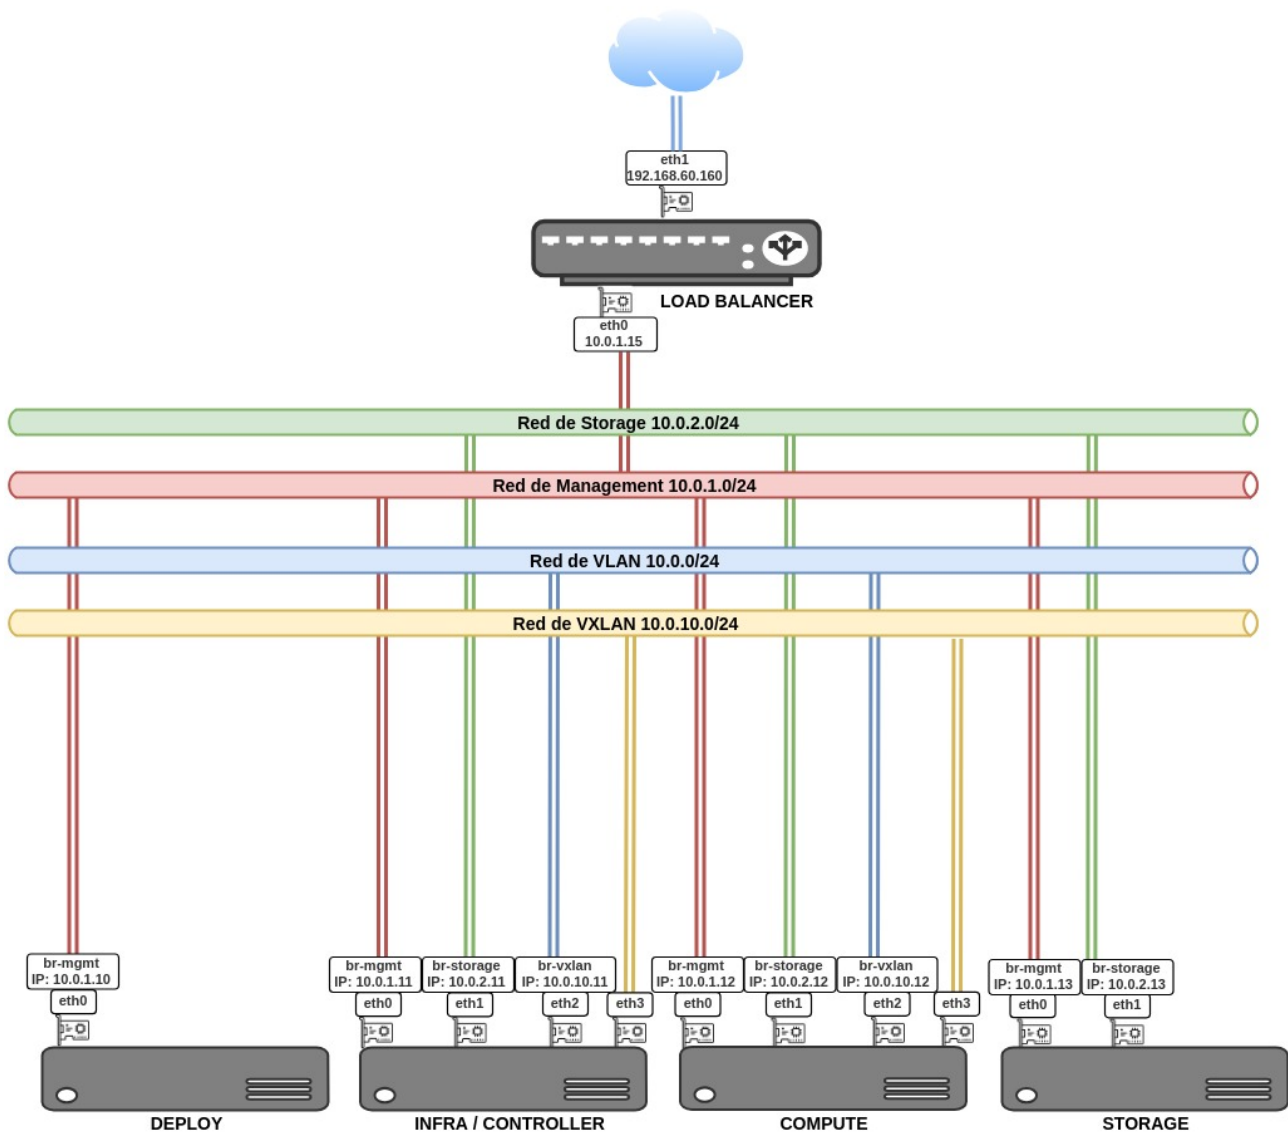 eth1
192.168.60.160
LOAD BALANCER
eth0
10.0.1.15
Red de Storage 10.0.2.0/24
Red de Management 10.0.1.0/24
Red de VLAN 10.0.0/24
Red de VXLAN 10.0.10.0/24
br-mgmt
IP: 10.0.1.10
eth0
br-mgmt
IP: 10.0.1.11
eth0
br-storage
IP: 10.0.2.11
eth1
br-vxlan
IP: 10.0.10.11
eth2
eth3
br-mgmt
IP: 10.0.1.12
eth0
br-storage
IP: 10.0.2.12
eth1
br-vxlan
IP: 10.0.10.12
eth2
eth3
br-mgmt
IP: 10.0.1.13
eth0
br-storage
IP: 10.0.2.13
eth1
DEPLOY
INFRA / CONTROLLER
COMPUTE
STORAGE